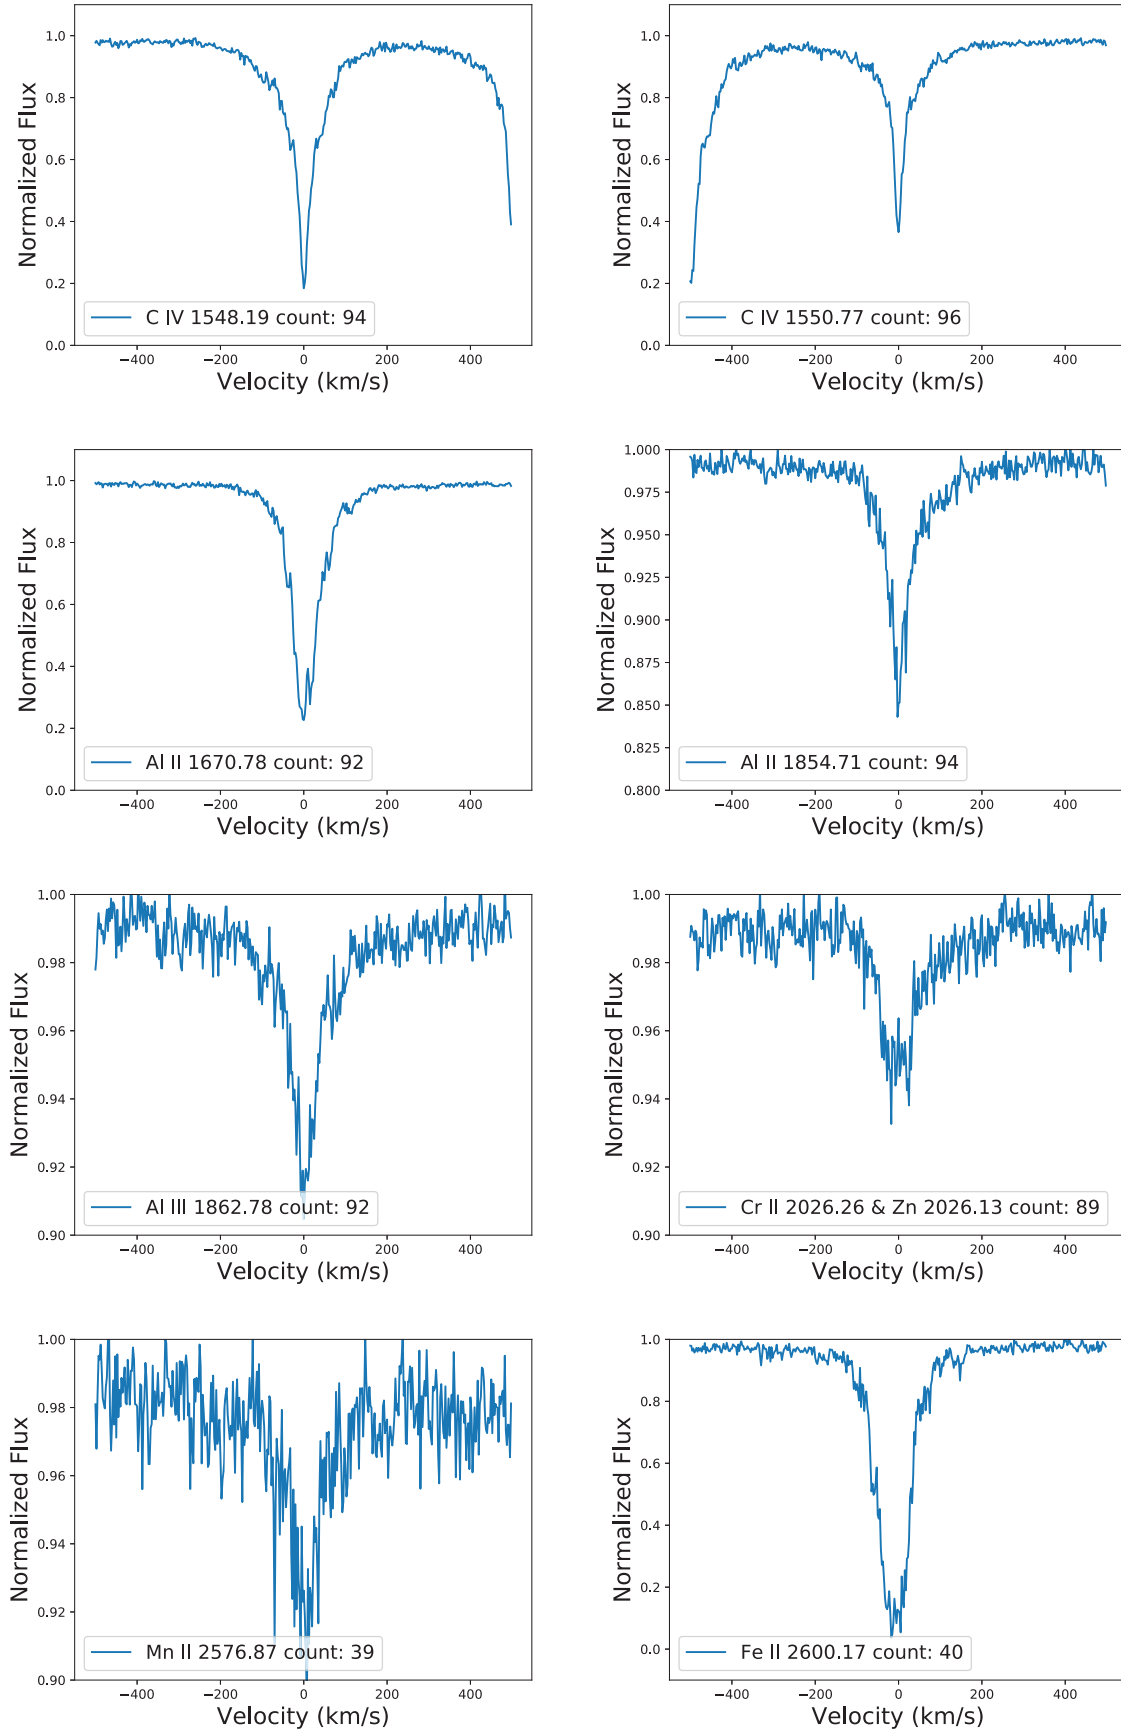 1.0
0.8
0.6
0.4
0.2
0.0
Normalized Flux
C IV 1548.19 count: 94
−400 −200 0 200 400
Velocity (km/s)
1.0
0.8
0.6
0.4
0.2
0.0
Normalized Flux
C IV 1550.77 count: 96
−400 −200 0 200 400
Velocity (km/s)
1.0
0.8
0.6
0.4
0.2
0.0
Normalized Flux
Al II 1670.78 count: 92
−400 −200 0 200 400
Velocity (km/s)
1.000
0.975
0.950
0.925
0.900
0.875
0.850
0.825
0.800
Normalized Flux
Al II 1854.71 count: 94
−400 −200 0 200 400
Velocity (km/s)
1.00
0.98
0.96
0.94
0.92
0.90
Normalized Flux
Al III 1862.78 count: 92
−400 −200 0 200 400
Velocity (km/s)
1.00
0.98
0.96
0.94
0.92
0.90
Normalized Flux
Cr II 2026.26 & Zn 2026.13 count: 89
−400 −200 0 200 400
Velocity (km/s)
1.00
0.98
0.96
0.94
0.92
0.90
Normalized Flux
Mn II 2576.87 count: 39
−400 −200 0 200 400
Velocity (km/s)
1.0
0.8
0.6
0.4
0.2
0.0
Normalized Flux
Fe II 2600.17 count: 40
−400 −200 0 200 400
Velocity (km/s)